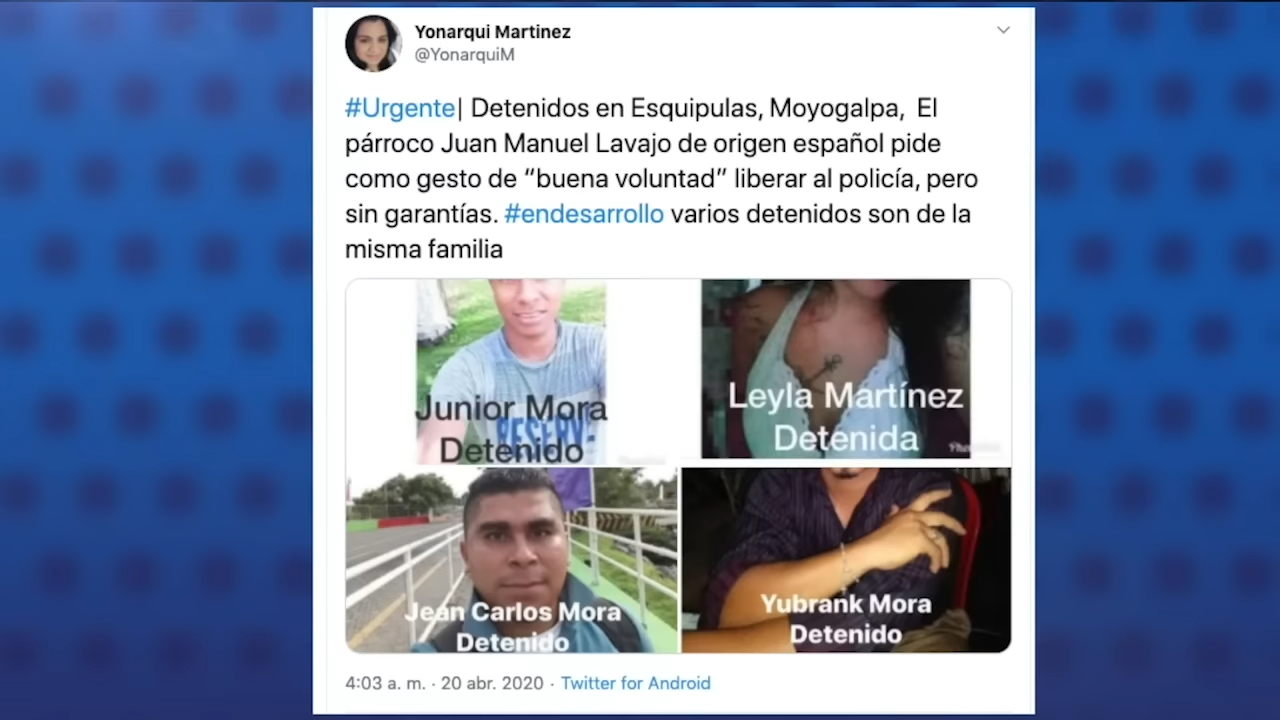 Yonarqui Martinez
@YonarquiM
#Urgente| Detenidos en Esquipulas, Moyogalpa, El
párroco Juan Manuel Lavajo de origen español pide
como gesto de “buena voluntad” liberar al policía, pero
sin garantías. #endesarrollo varios detenidos son de la
misma familia
Junior Mora
Detenido
RESERVE
Leyla Martínez
Detenida
Jean Carlos Mora
Detenido
Yubrank Mora
Detenido
4:03 a. m. · 20 abr. 2020 · Twitter for Android